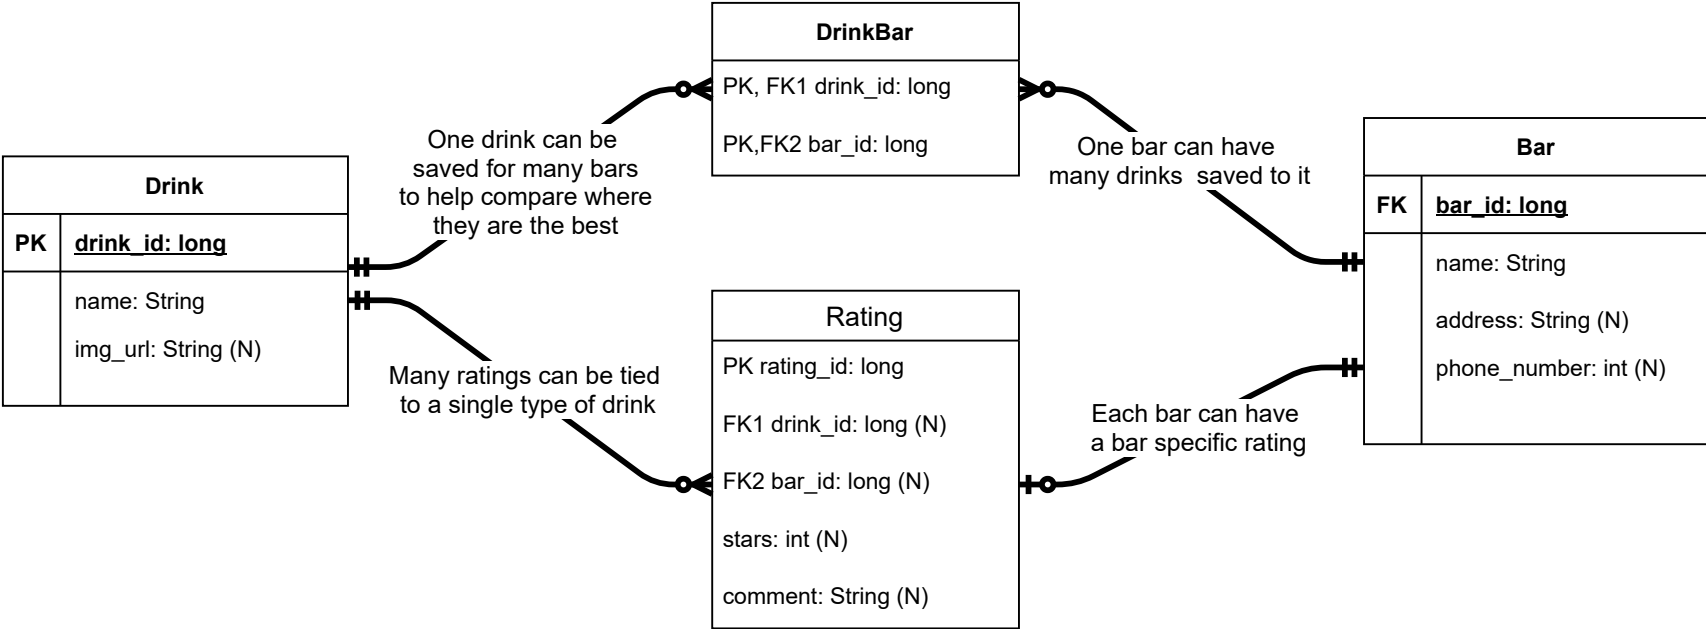 DrinkBar
PK, FK1 drink_id: long
PK,FK2 bar_id: long
One drink can be
saved for many bars
to help compare where
they are the best
One bar can have
many drinks  saved to it
Drink
PK drink_id: long
name: String
img_url: String (N)
Bar
FK bar_id: long
name: String
address: String (N)
phone_number: int (N)
Many ratings can be tied
to a single type of drink
Rating
PK rating_id: long
FK1 drink_id: long (N)
FK2 bar_id: long (N)
stars: int (N)
comment: String (N)
Each bar can have
a bar specific rating